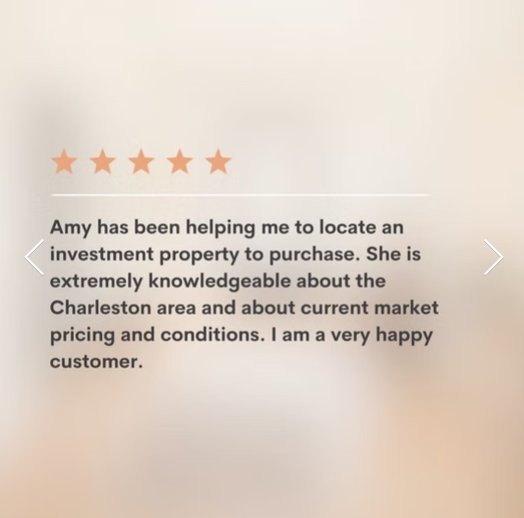 Amy has been helping me to locate an
investment property to purchase. She is
extremely knowledgeable about the
Charleston area and about current market
pricing and conditions. I am a very happy
customer.